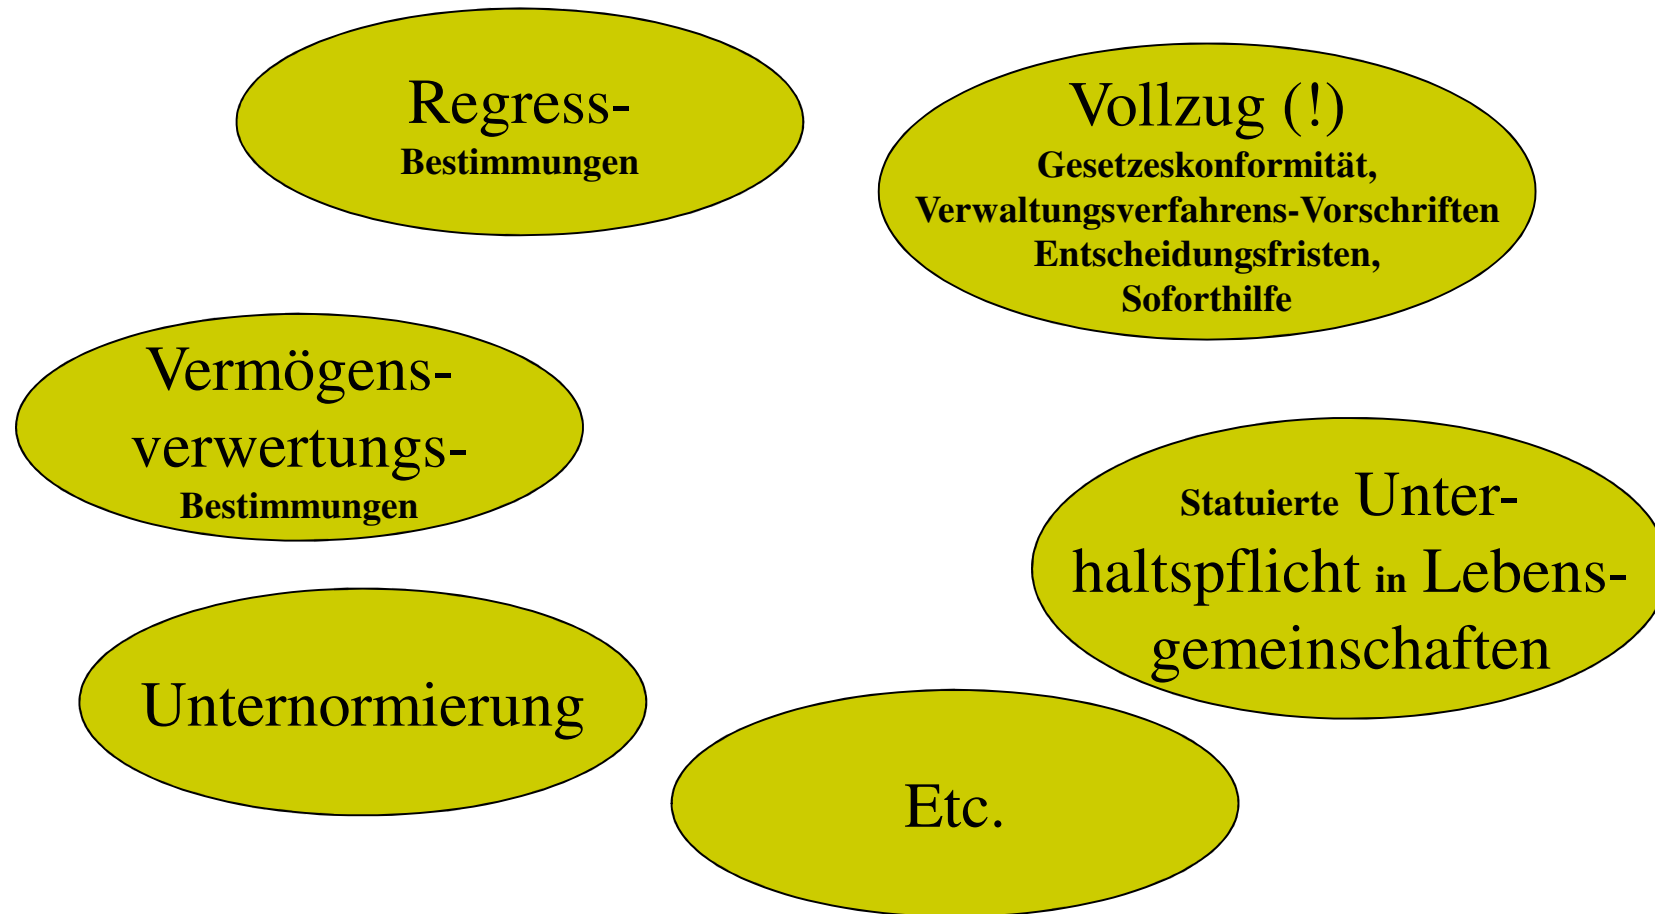 Regress-
Bestimmungen
Vollzug (!)
Gesetzeskonformität,
Verwaltungsverfahrens-Vorschriften
Entscheidungsfristen,
Soforthilfe
Vermögens-
verwertungs-
Bestimmungen
Statuierte Unter-
haltspflicht in Lebens-
gemeinschaften
Unternormierung
Etc.